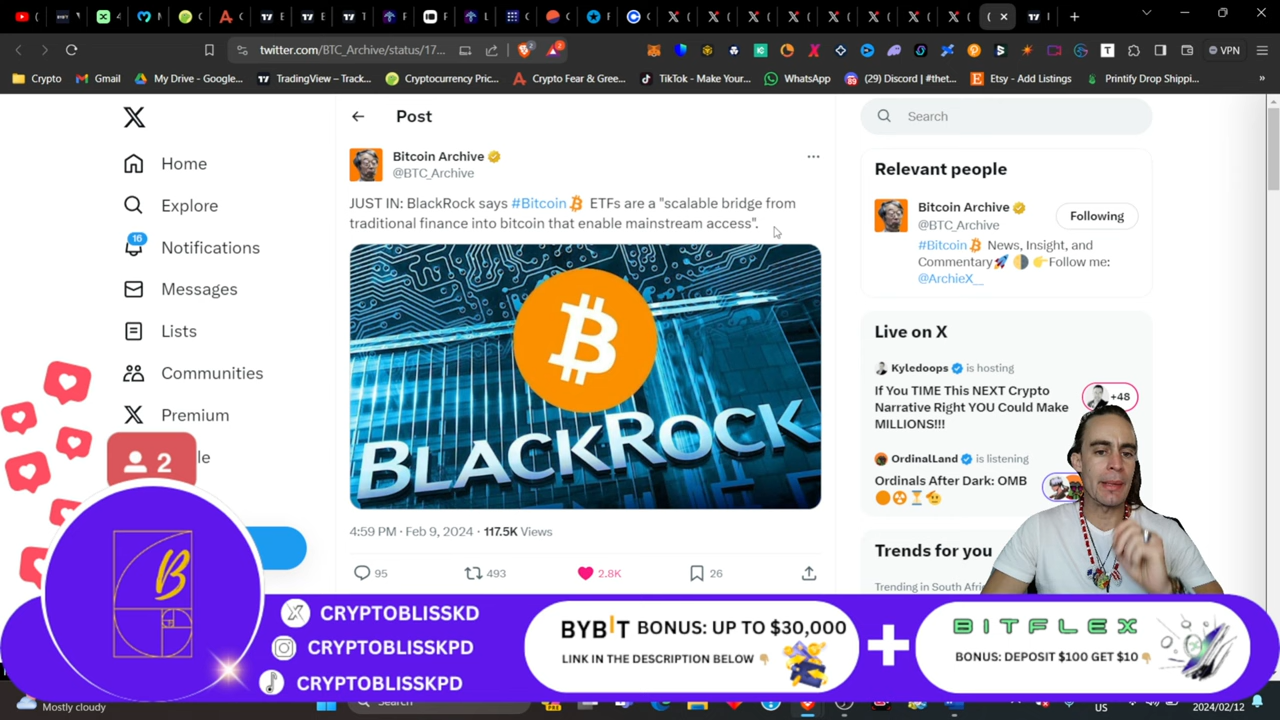 twitter.com/BTC_Archive/status/17...
VPN
Crypto
Gmail
My Drive - Google...
TradingView – Track...
Cryptocurrency Pric...
Crypto Fear & Gree...
TikTok - Make Your...
WhatsApp
(29) Discord | #thet...
Etsy - Add Listings
Printify Drop Shippi...
Home
Explore
16
Notifications
Messages
Lists
Communities
Premium
le
2
Post
Bitcoin Archive
@BTC_Archive
JUST IN: BlackRock says #Bitcoin ETFs are a "scalable bridge from
traditional finance into bitcoin that enable mainstream access".
BLACKROCK
4:59 PM · Feb 9, 2024 · 117.5K Views
95
493
2.8K
26
Search
Relevant people
Bitcoin Archive
@BTC_Archive
Following
#Bitcoin News, Insight, and
Commentary Follow me:
@ArchieX__
Live on X
Kyledoops is hosting
If You TIME This NEXT Crypto
Narrative Right YOU Could Make
MILLIONS!!!
+48
OrdinalLand is listening
Ordinals After Dark: OMB
Trends for you
Trending in South Afri
B
CRYPTOBLISSKD
CRYPTOBLISSKPD
CRYPTOBLISSKPD
BYBIT BONUS: UP TO $30,000
LINK IN THE DESCRIPTION BELOW
+
BITFLEX
BONUS: DEPOSIT $100 GET $10
Mostly cloudy
Search
US
2024/02/12